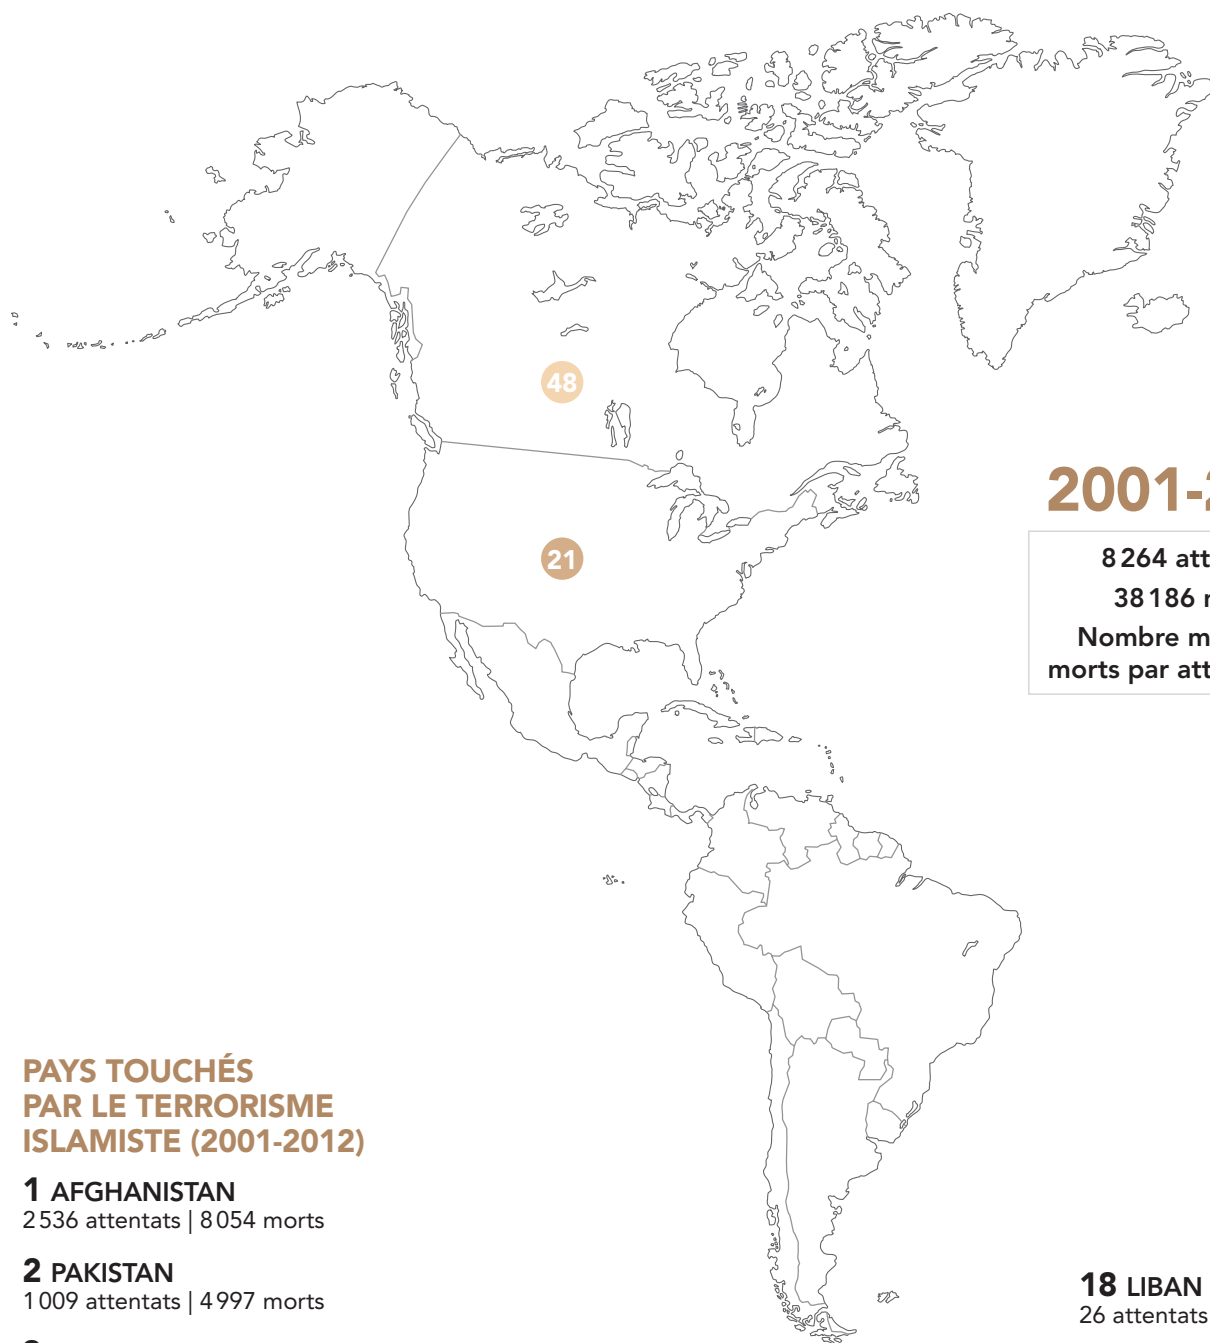 48
2001-
21
8 264 att
38 186
Nombre m
morts par att
PAYS TOUCHÉS
PAR LE TERRORISME
ISLAMISTE (2001-2012)
1 AFGHANISTAN
2 536 attentats | 8 054 morts
2 PAKISTAN
1 009 attentats | 4 997 morts
18 LIBAN
26 attentats